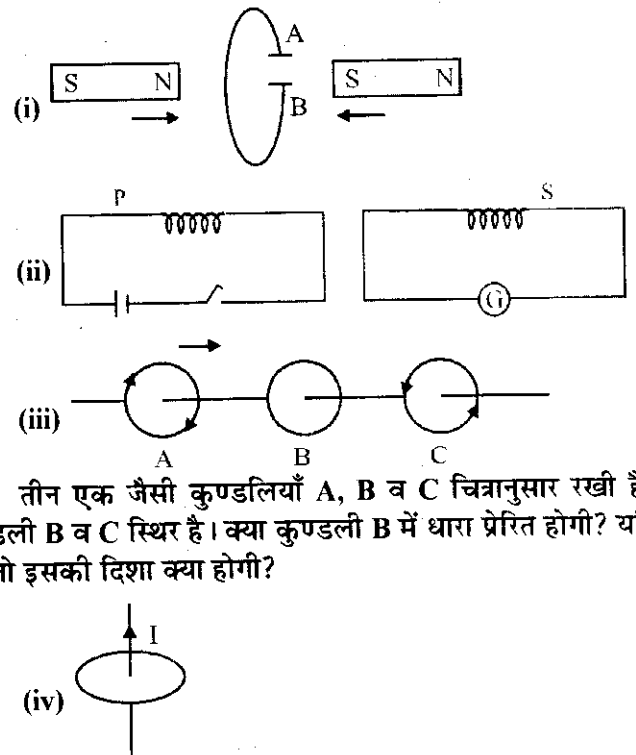 A
S N
S N
B
(i)
P
S
(ii)
G
(iii)
A B C
तीन एक जैसी कुण्डलियाँ A, B व C चित्रानुसार रखी
डली B व C स्थिर है। क्या कुण्डली B में धारा प्रेरित होगी?
तो इसकी दिशा क्या होगी?
I
(iv)